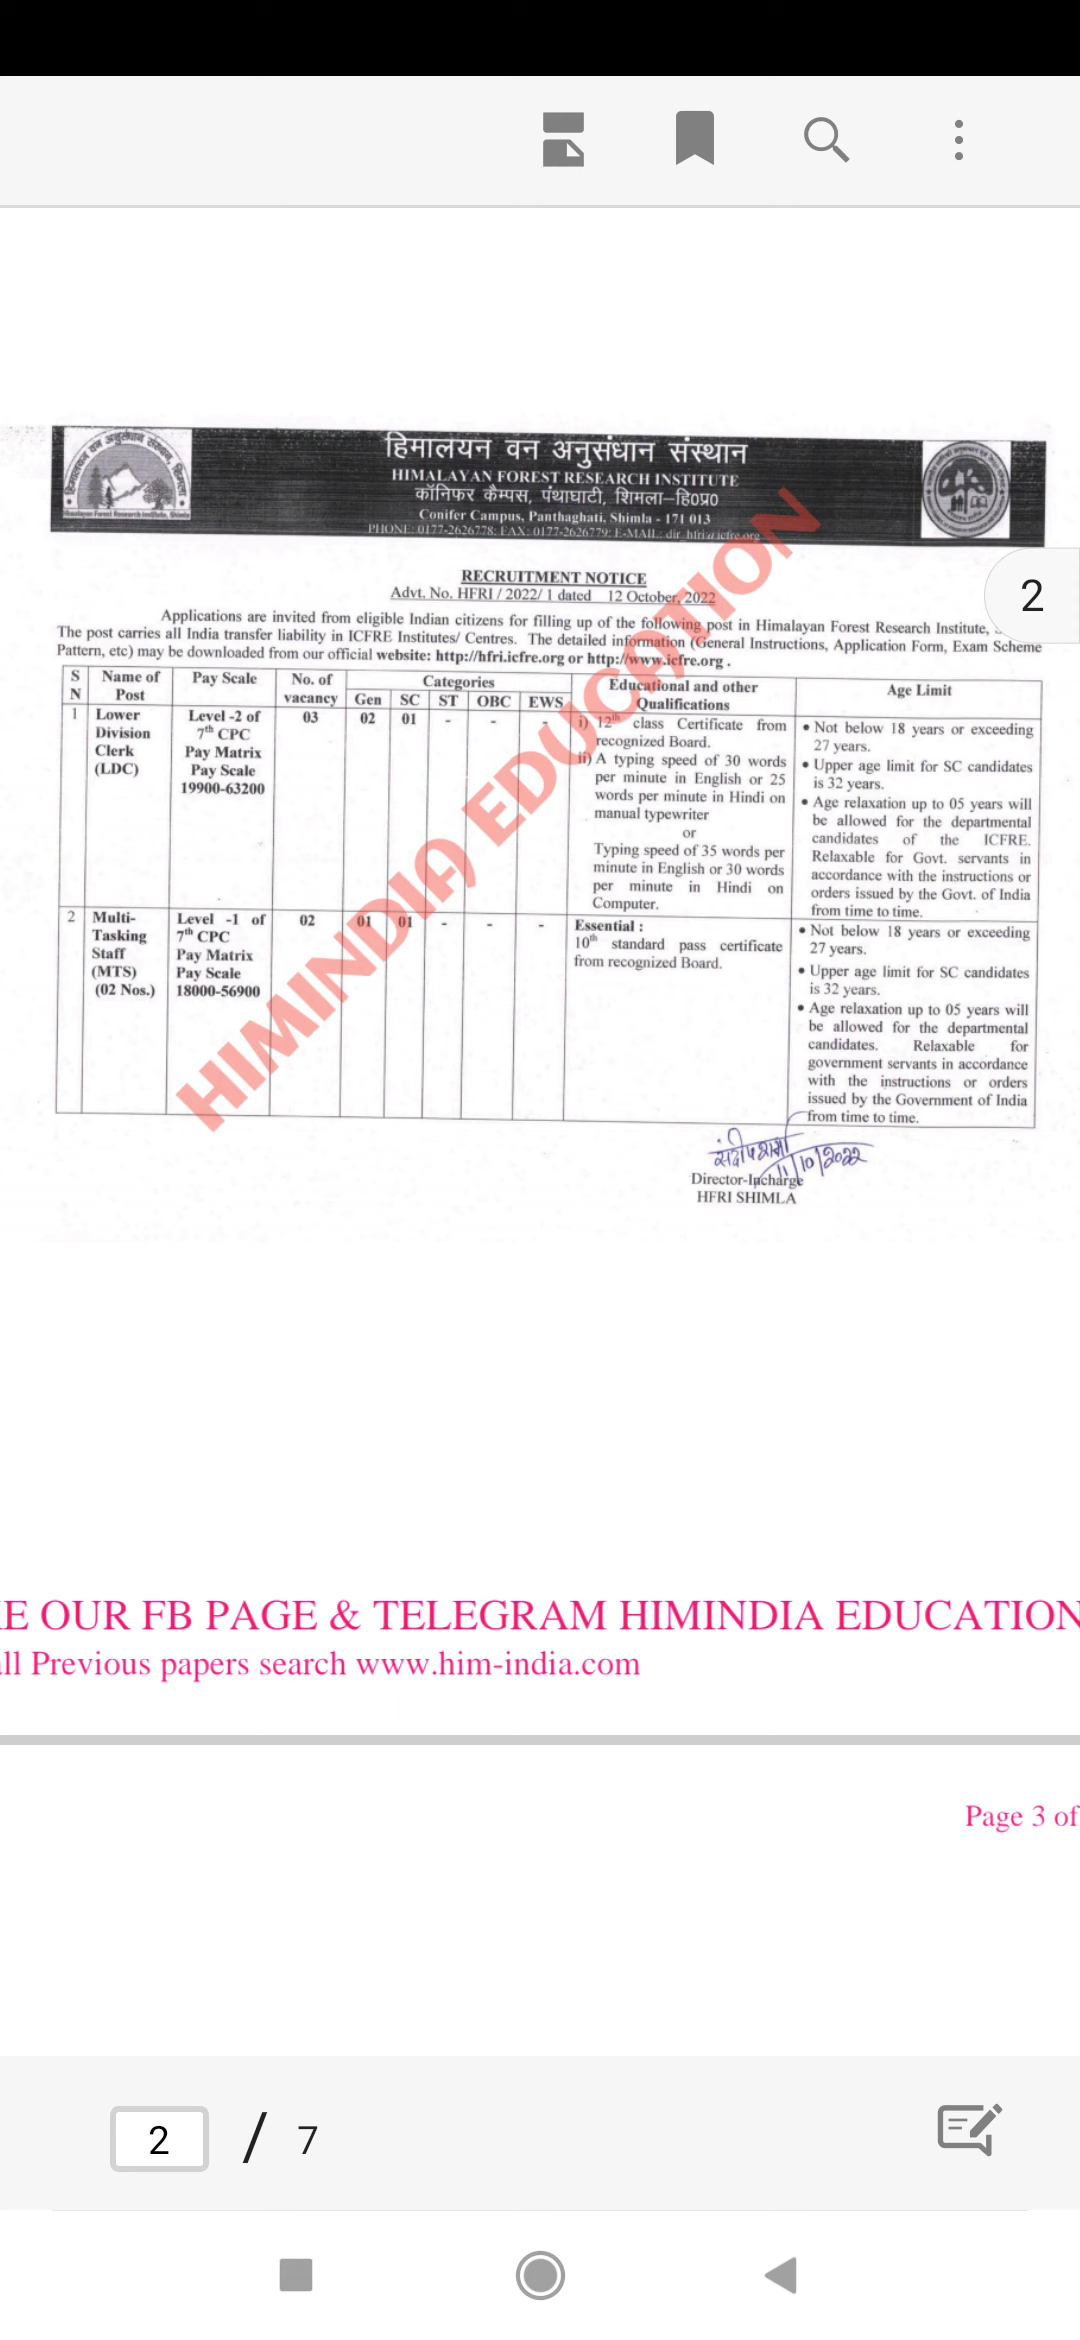 हिमालयन वन अनुसंधान संस्थान
HIMALAYAN FOREST RESEARCH INSTITUTE
कॉनिफर कैम्पस, पंथाघाटी, शिमला–हि0प्र0
Conifer Campus, Panthaghati, Shimla - 171 013
PHONE: 0177-2626778: FAX: 0177-2626779: E-MAIL: dir_hfri@icfre.org
2
RECRUITMENT NOTICE
Advt. No. HFRI / 2022/ 1 dated 12 October, 2022
Applications are invited from eligible Indian citizens for filling up of the following post in Himalayan Forest Research Institute,
The post carries all India transfer liability in ICFRE Institutes/ Centres. The detailed information (General Instructions, Application Form, Exam Scheme
Pattern, etc) may be downloaded from our official website: http://hfri.icfre.org or http://www.icfre.org .
S N Name of Post Pay Scale No. of vacancy Categories Educational and other Qualifications Age Limit
Gen SC ST OBC EWS
1 Lower Division Clerk (LDC)
Level -2 of
7th CPC
Pay Matrix
Pay Scale
19900-63200
03 02 01 - - -
i) 12th class Certificate from
recognized Board.
ii) A typing speed of 30 words
per minute in English or 25
words per minute in Hindi on
manual typewriter
or
Typing speed of 35 words per
minute in English or 30 words
per minute in Hindi on
Computer.
• Not below 18 years or exceeding
27 years.
• Upper age limit for SC candidates
is 32 years.
• Age relaxation up to 05 years will
be allowed for the departmental
candidates of the ICFRE.
Relaxable for Govt. servants in
accordance with the instructions or
orders issued by the Govt. of India
from time to time.
2 Multi-
Tasking
Staff
(MTS)
(02 Nos.)
Level -1 of
7th CPC
Pay Matrix
Pay Scale
18000-56900
02 01 01 - - -
Essential :
10th standard pass certificate
from recognized Board.
• Not below 18 years or exceeding
27 years.
• Upper age limit for SC candidates
is 32 years.
• Age relaxation up to 05 years will
be allowed for the departmental
candidates. Relaxable for
government servants in accordance
with the instructions or orders
issued by the Government of India
from time to time.
HIMINDIA EDUCATION
11/10/2022
Director-Incharge
HFRI SHIMLA
E OUR FB PAGE & TELEGRAM HIMINDIA EDUCATION
ll Previous papers search www.him-india.com
Page 3 of
2 / 7